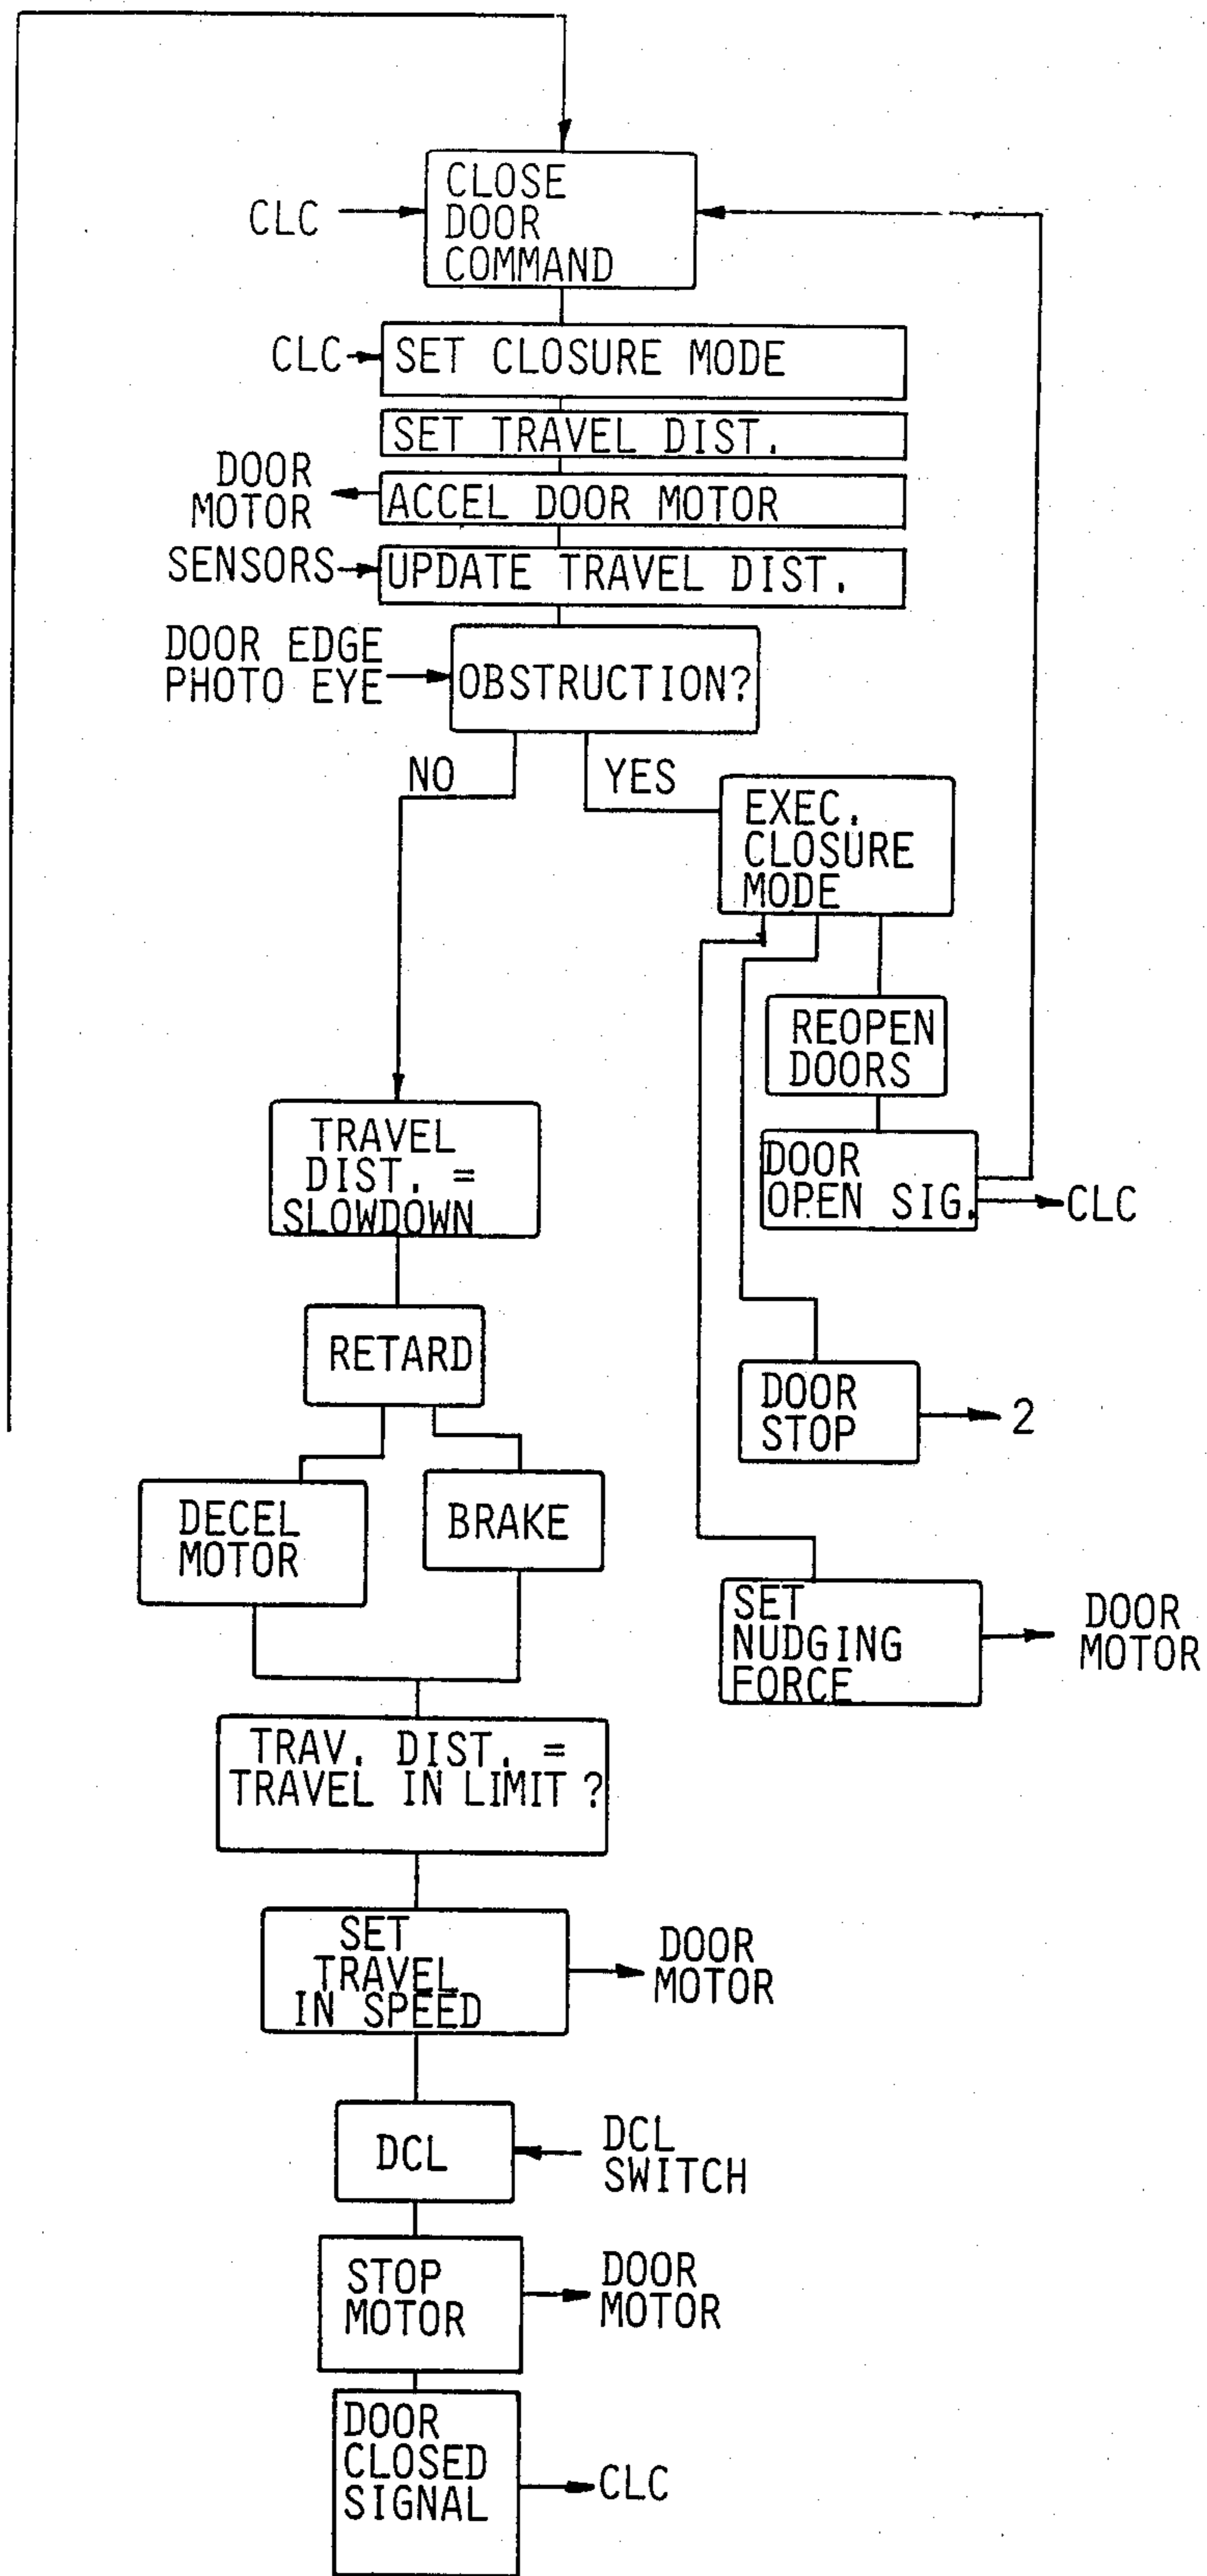 CLOSE
DOOR
COMMAND
CLC
CLC
SET CLOSURE MODE
SET TRAVEL DIST.
DOOR
MOTOR
ACCEL DOOR MOTOR
SENSORS
UPDATE TRAVEL DIST.
DOOR EDGE
PHOTO EYE
OBSTRUCTION?
NO
YES
EXEC.
CLOSURE
MODE
REOPEN
DOORS
DOOR
OPEN SIG.
CLC
TRAVEL
DIST. =
SLOWDOWN
RETARD
DOOR
STOP
2
DECEL
MOTOR
BRAKE
SET
NUDGING
FORCE
DOOR
MOTOR
TRAV. DIST. =
TRAVEL IN LIMIT ?
SET
TRAVEL
IN SPEED
DOOR
MOTOR
DCL
DCL
SWITCH
STOP
MOTOR
DOOR
MOTOR
DOOR
CLOSED
SIGNAL
CLC